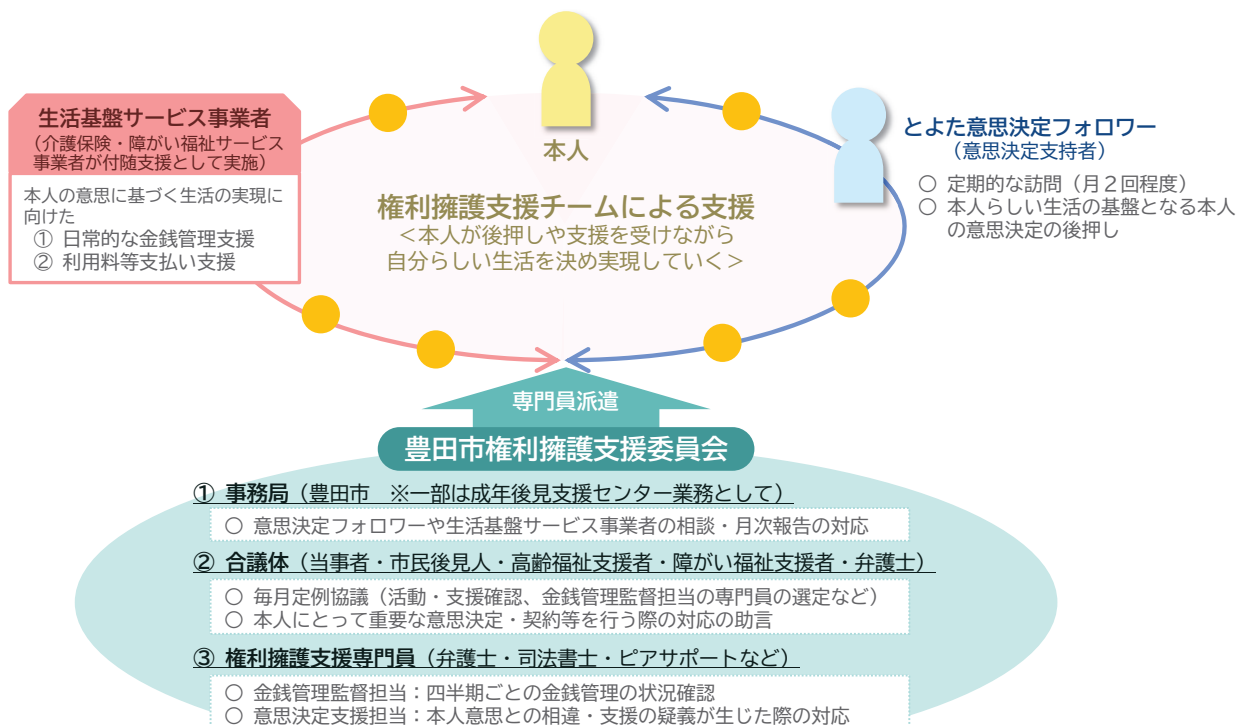 本人
生活基盤サービス事業者
（介護保険・障がい福祉サービス
事業者が付随支援として実施）
本人の意思に基づく生活の実現に
向けた
① 日常的な金銭管理支援
② 利用料等支払い支援
とよた意思決定フォロワー
（意思決定支持者）
○ 定期的な訪問（月２回程度）
○ 本人らしい生活の基盤となる本人
の意思決定の後押し
権利擁護支援チームによる支援
＜本人が後押しや支援を受けながら
自分らしい生活を決め実現していく＞
専門員派遣
豊田市権利擁護支援委員会
① 事務局（豊田市　※一部は成年後見支援センター業務として）
○ 意思決定フォロワーや生活基盤サービス事業者の相談・月次報告の対応
② 合議体（当事者・市民後見人・高齢福祉支援者・障がい福祉支援者・弁護士）
○ 毎月定例協議（活動・支援確認、金銭管理監督担当の専門員の選定など）
○ 本人にとって重要な意思決定・契約等を行う際の対応の助言
③ 権利擁護支援専門員（弁護士・司法書士・ピアサポートなど）
○ 金銭管理監督担当：四半期ごとの金銭管理の状況確認
○ 意思決定支援担当：本人意思との相違・支援の疑義が生じた際の対応